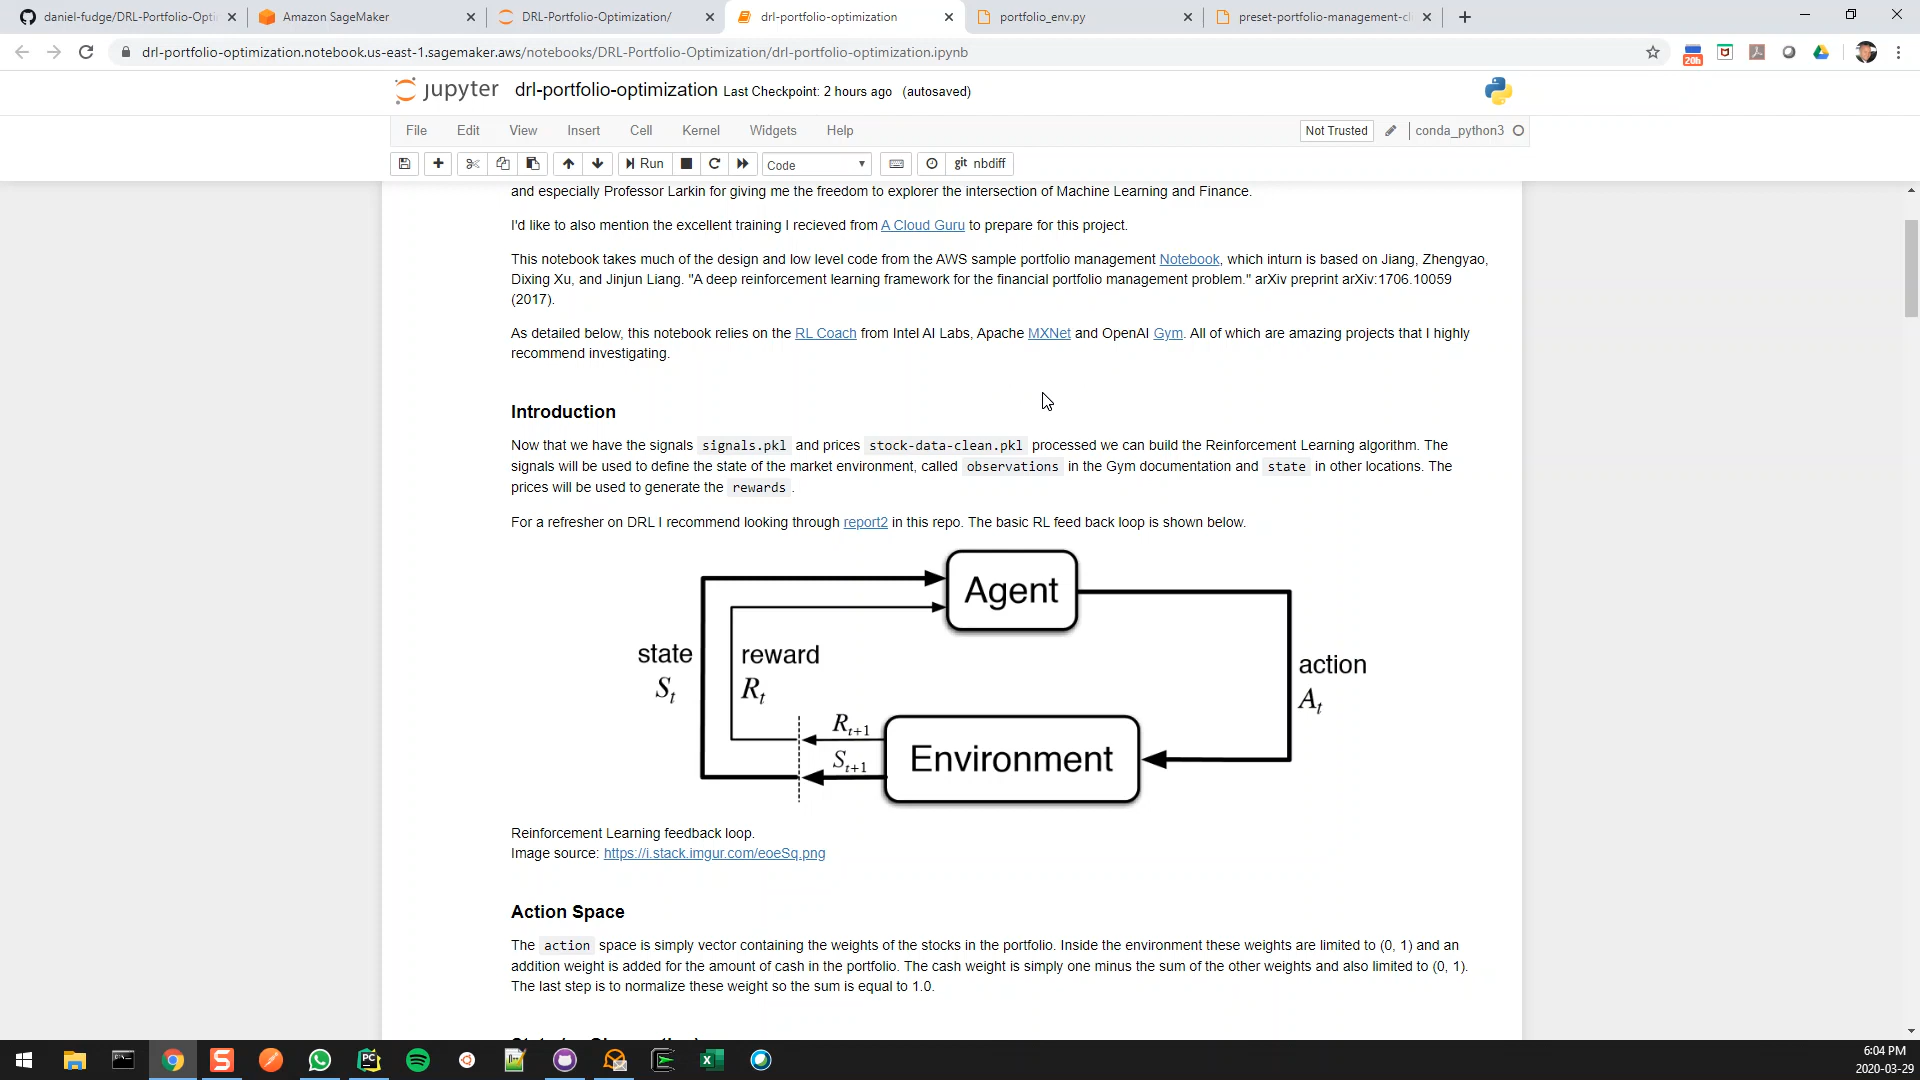 daniel-fudge/DRL-Portfolio-Opti
Amazon SageMaker
DRL-Portfolio-Optimization/
drl-portfolio-optimization
portfolio_env.py
preset-portfolio-management-cl
drl-portfolio-optimization.notebook.us-east-1.sagemaker.aws/notebooks/DRL-Portfolio-Optimization/drl-portfolio-optimization.ipynb
20h
jupyter drl-portfolio-optimization Last Checkpoint: 2 hours ago (autosaved)
File Edit View Insert Cell Kernel Widgets Help Not Trusted conda_python3
Run Code git nbdiff
and especially Professor Larkin for giving me the freedom to explorer the intersection of Machine Learning and Finance.
I'd like to also mention the excellent training I recieved from A Cloud Guru to prepare for this project.
This notebook takes much of the design and low level code from the AWS sample portfolio management Notebook, which inturn is based on Jiang, Zhengyao,
Dixing Xu, and Jinjun Liang. "A deep reinforcement learning framework for the financial portfolio management problem." arXiv preprint arXiv:1706.10059
(2017).
As detailed below, this notebook relies on the RL Coach from Intel AI Labs, Apache MXNet and OpenAI Gym. All of which are amazing projects that I highly
recommend investigating.
Introduction
Now that we have the signals signals.pkl and prices stock-data-clean.pkl processed we can build the Reinforcement Learning algorithm. The
signals will be used to define the state of the market environment, called observations in the Gym documentation and state in other locations. The
prices will be used to generate the rewards .
For a refresher on DRL I recommend looking through report2 in this repo. The basic RL feed back loop is shown below.
Agent
state
S_t
reward
R_t
action
A_t
R_{t+1}
S_{t+1}
Environment
Reinforcement Learning feedback loop.
Image source: https://i.stack.imgur.com/eoeSq.png
Action Space
The action space is simply vector containing the weights of the stocks in the portfolio. Inside the environment these weights are limited to (0, 1) and an
addition weight is added for the amount of cash in the portfolio. The cash weight is simply one minus the sum of the other weights and also limited to (0, 1).
The last step is to normalize these weight so the sum is equal to 1.0.
6:04 PM
2020-03-29